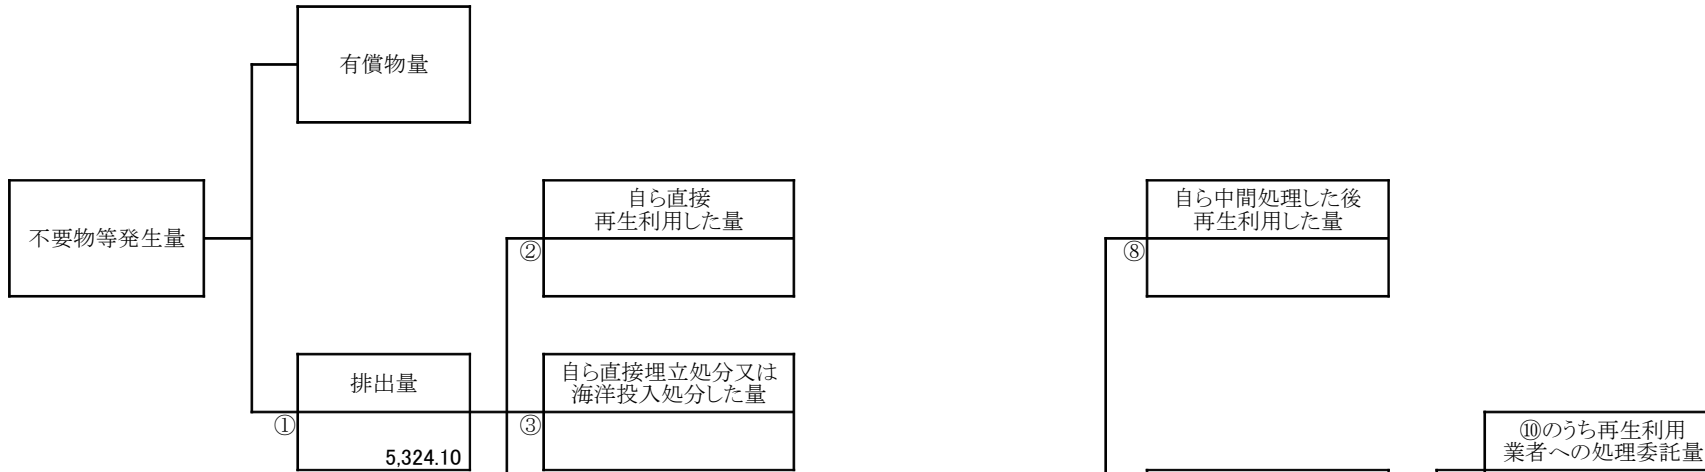 有償物量
不要物等発生量
自ら直接
再生利用した量
②
自ら中間処理した後
再生利用した量
⑧
排出量
①
5,324.10
自ら直接埋立処分又は
海洋投入処分した量
③
⑩のうち再生利用
業者への処理委託量